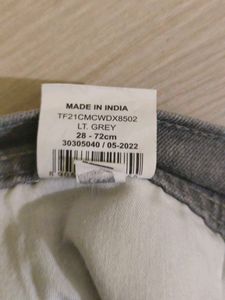 MADE IN INDIA
TF21CMCWDX8502
LT. GREY
28 - 72cm
30305040 / 05-2022